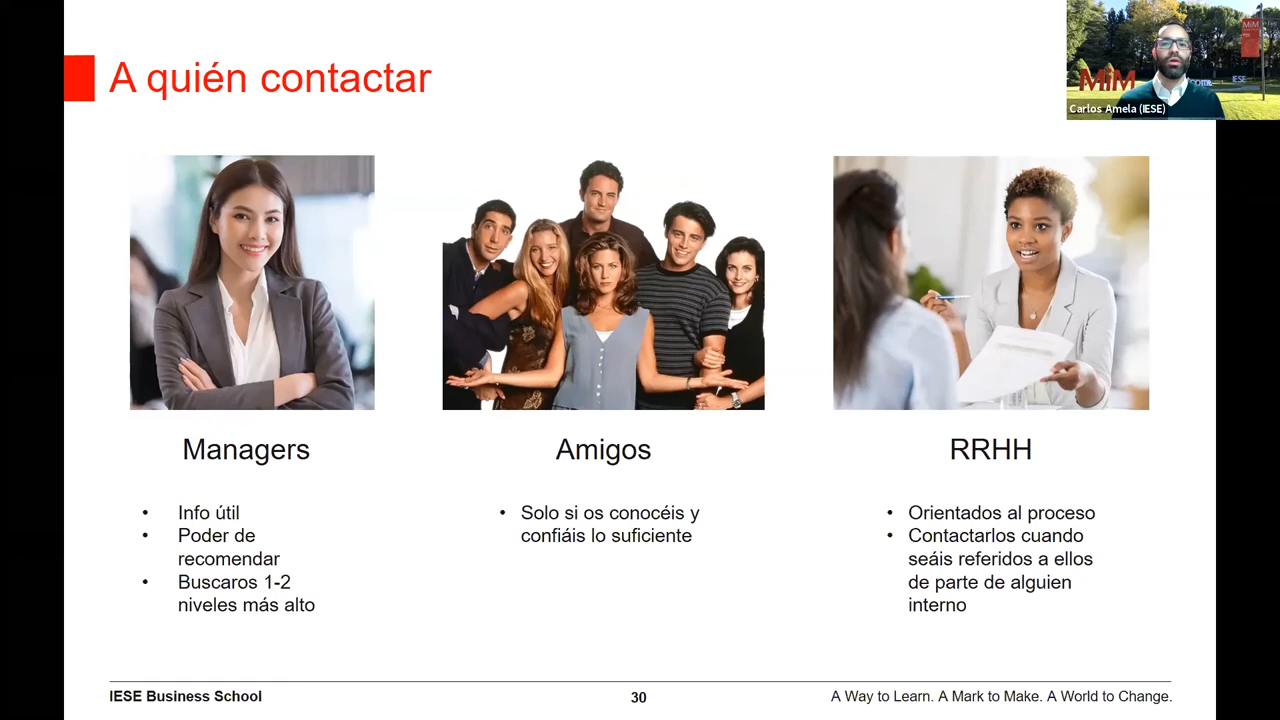 A quién contactar
MiM
IESE
Carlos Amela (IESE)
Managers
• Info útil
• Poder de
recomendar
• Buscaros 1-2
niveles más alto
Amigos
• Solo si os conocéis y
confiáis lo suficiente
RRHH
• Orientados al proceso
• Contactarlos cuando
seáis referidos a ellos
de parte de alguien
interno
IESE Business School
30
A Way to Learn. A Mark to Make. A World to Change.